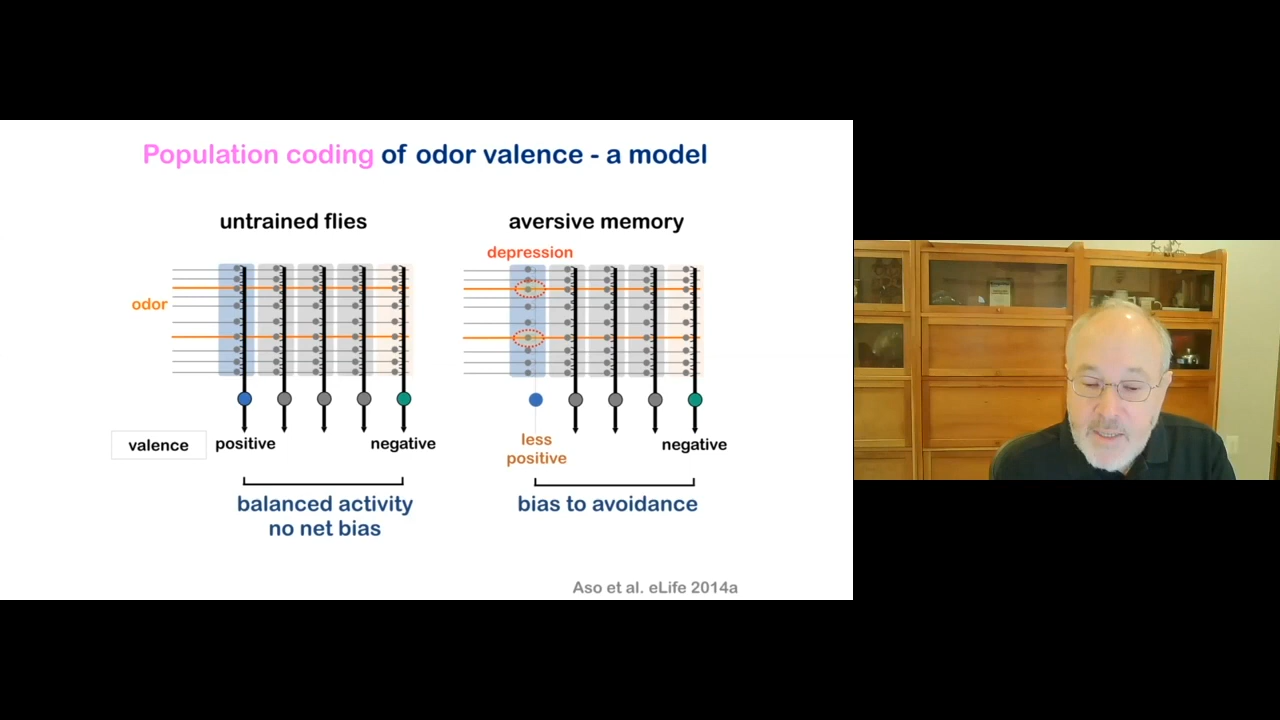 Population coding of odor valence - a model
untrained flies
odor
valence
positive
negative
balanced activity
no net bias
aversive memory
depression
less
positive
negative
bias to avoidance
Aso et al. eLife 2014a